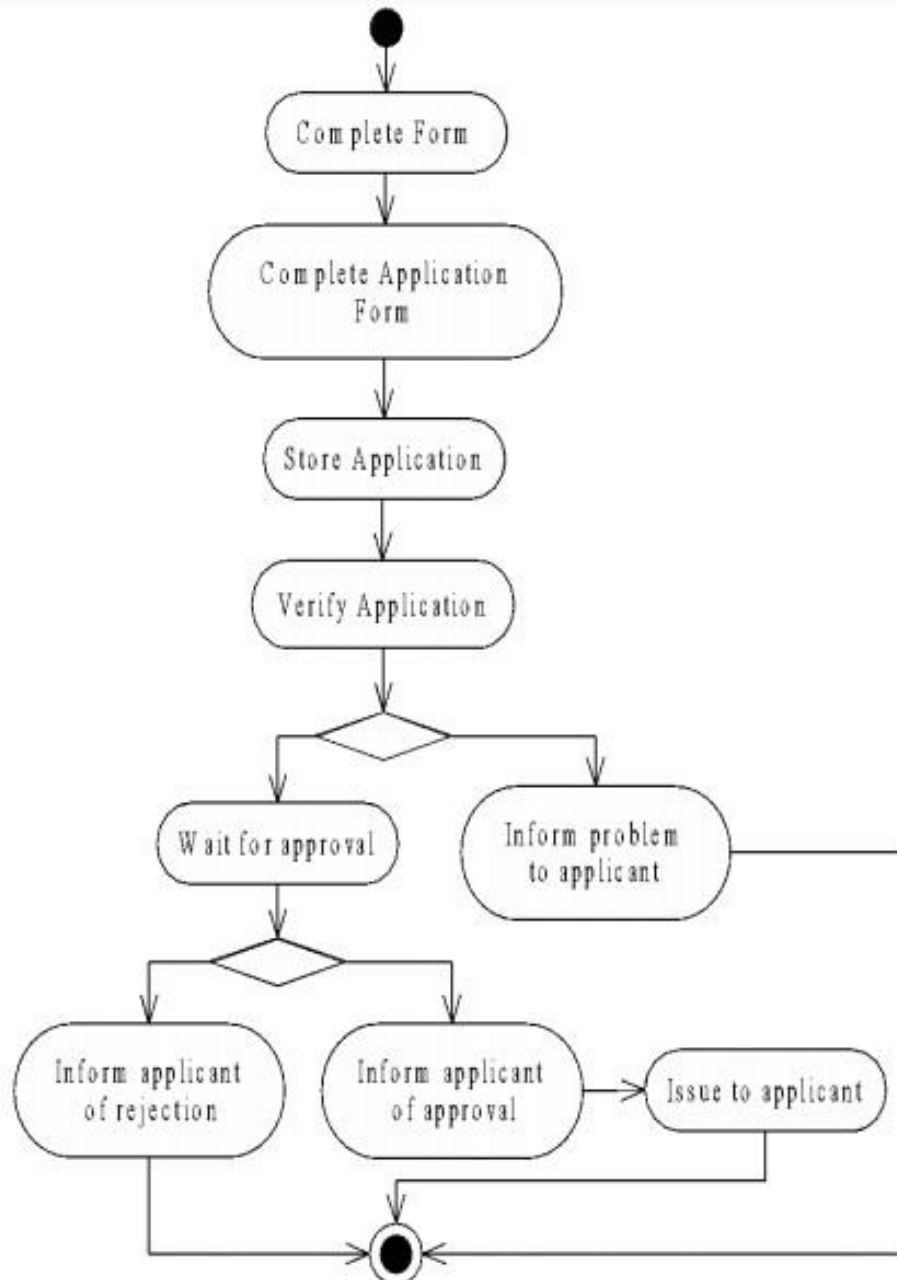 Complete Form
Complete Application
Form
Store Application
Verify Application
Wait for approval
Inform problem
to applicant
Inform applicant
of rejection
Inform applicant
of approval
Issue to applicant